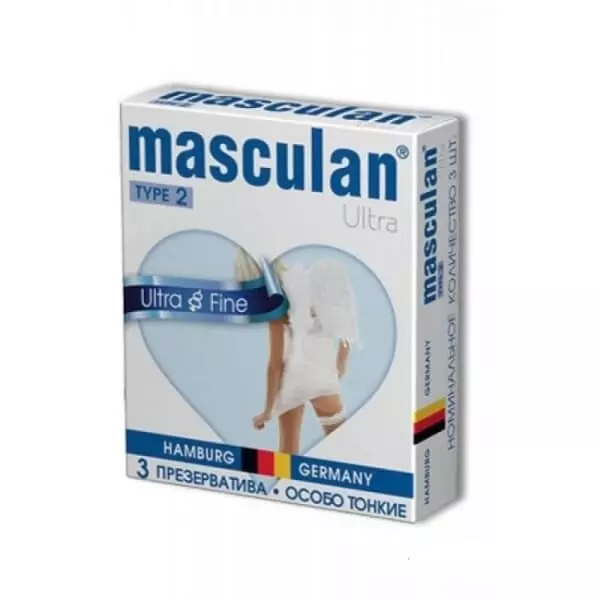 masculan®
TYPE 2
Ultra
Ultra & Fine
HAMBURG GERMANY
3 ПРЕЗЕРВАТИВА • ОСОБО ТОНКИЕ
masculan
HAMBURG GERMANY
НОМИНАЛЬНОЕ КОЛИЧЕСТВО 3 ШТ.